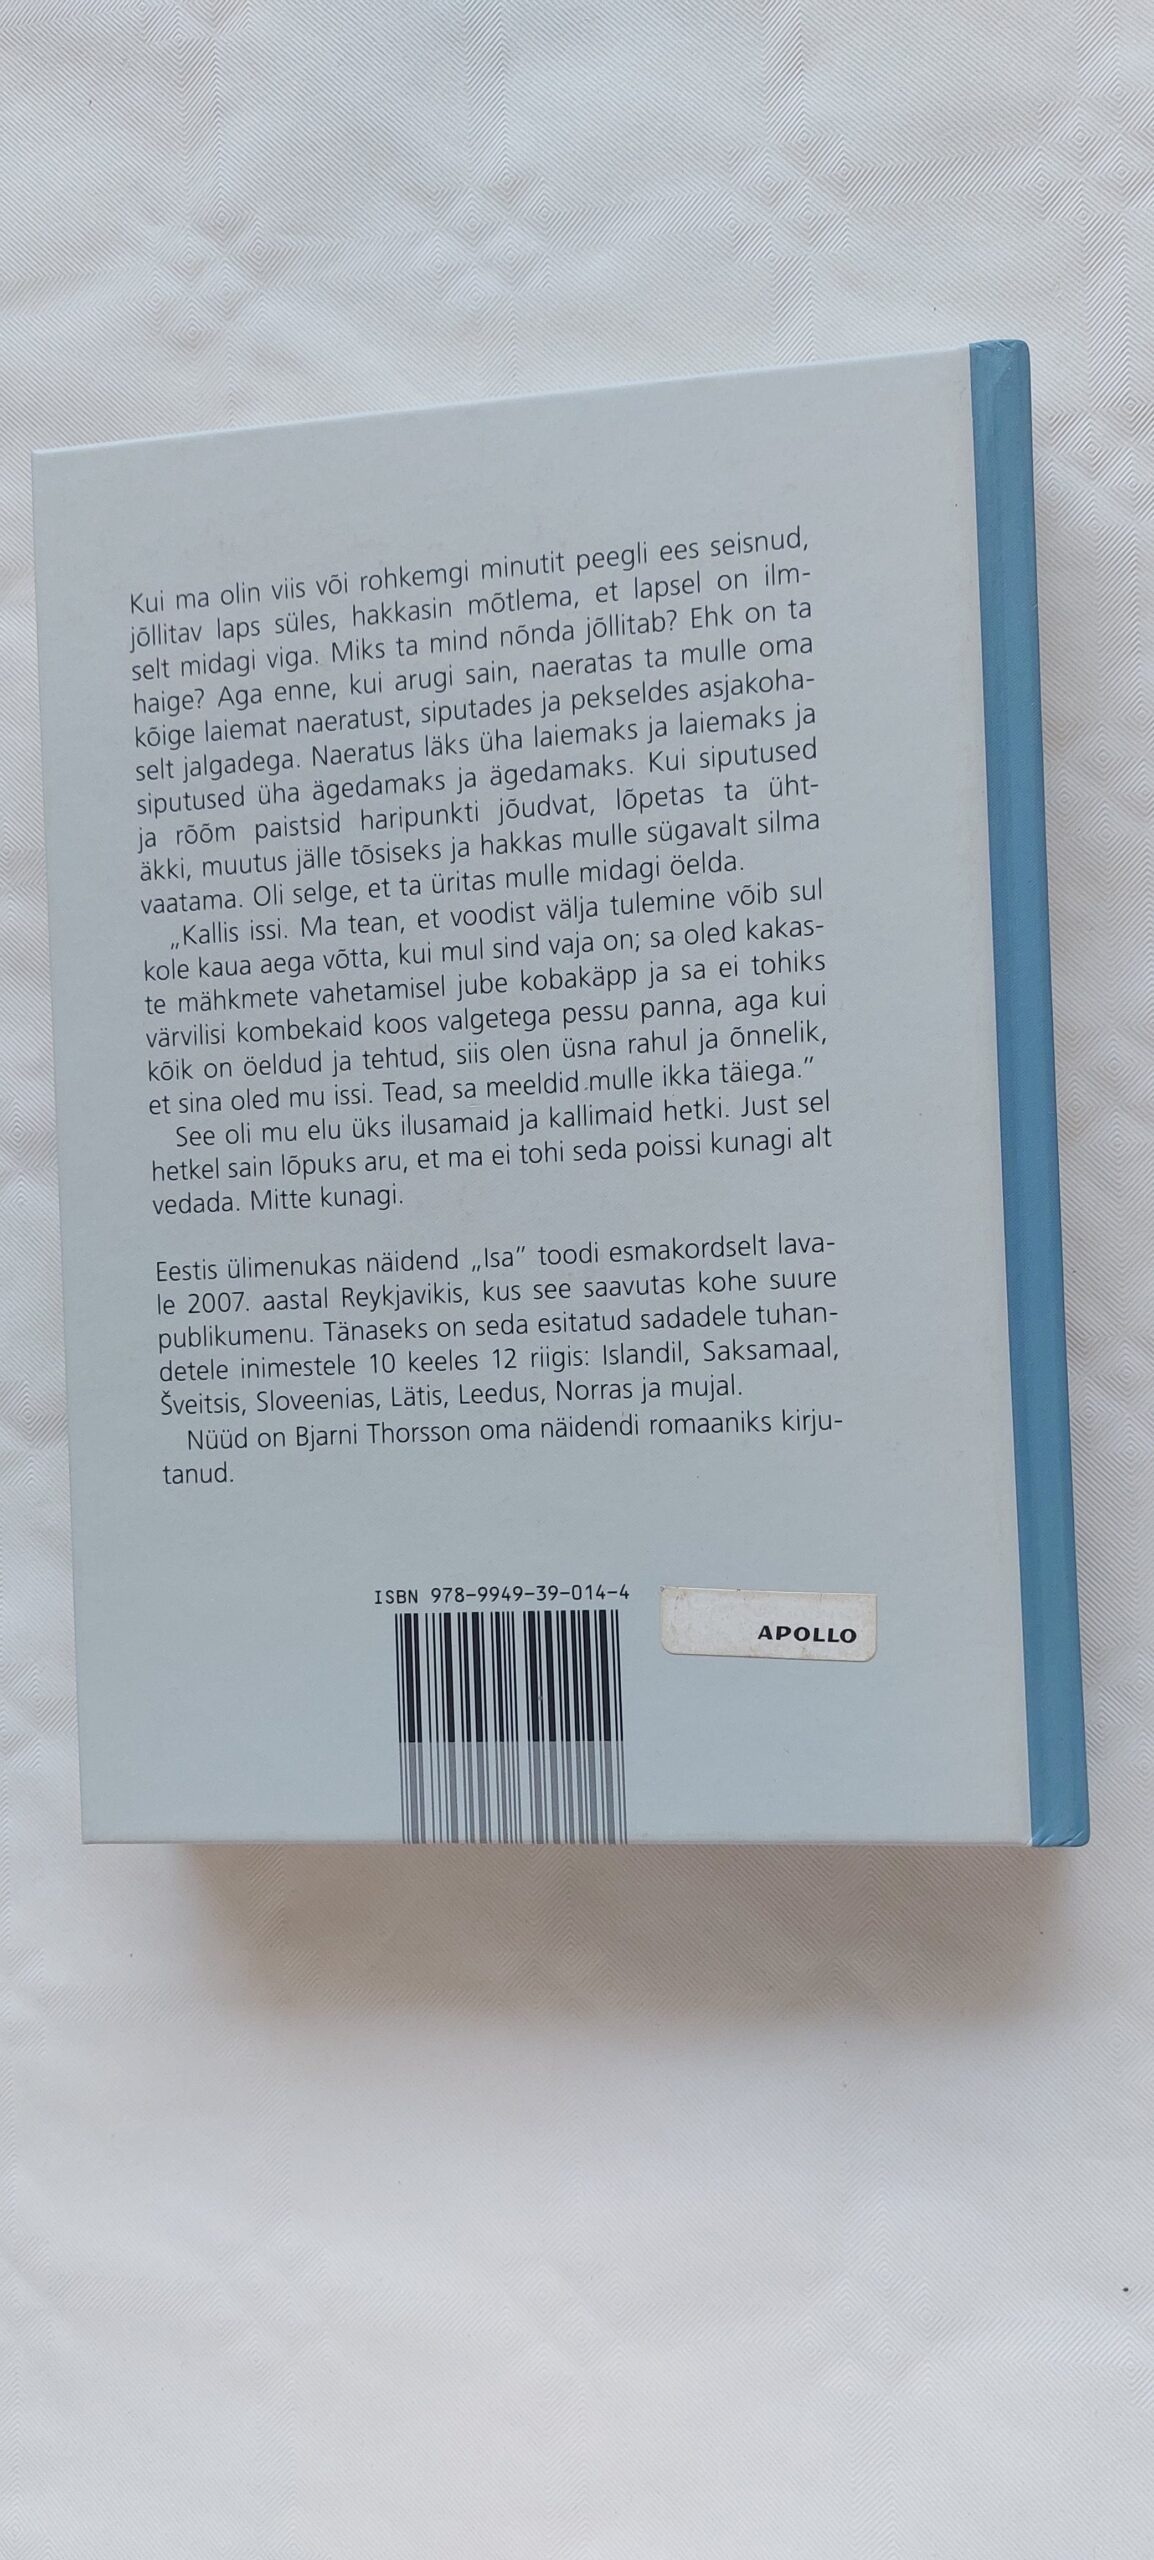 Kui ma olin viis või rohkemgi minutit peegli ees seisnud,
jõllitav laps süles, hakkasin mõtlema, et lapsel on ilm-
selt midagi viga. Miks ta mind nõnda jõllitab? Ehk on ta
haige? Aga enne, kui arugi sain, naeratas ta mulle oma
kõige laiemat naeratust, siputades ja pekseldes asjakoha-
selt jalgadega. Naeratus läks üha laiemaks ja laiemaks ja
siputused üha ägedamaks ja ägedamaks. Kui siputused
ja rõõm paistsid haripunkti jõudvat, lõpetas ta üht-
äkki, muutus jälle tõsiseks ja hakkas mulle sügavalt silma
vaatama. Oli selge, et ta üritas mulle midagi öelda.
„Kallis issi. Ma tean, et voodist välja tulemine võib sul
kole kaua aega võtta, kui mul sind vaja on; sa oled kakas-
te mähkmete vahetamisel jube kobakäpp ja sa ei tohiks
värvilisi kombekaid koos valgetega pessu panna, aga kui
kõik on öeldud ja tehtud, siis olen üsna rahul ja õnnelik,
et sina oled mu issi. Tead, sa meeldid mulle ikka täiega.”
See oli mu elu üks ilusamaid ja kallimaid hetki. Just sel
hetkel sain lõpuks aru, et ma ei tohi seda poissi kunagi alt
vedada. Mitte kunagi.
Eestis ülimenukas näidend „Isa” toodi esmakordselt lava-
le 2007. aastal Reykjavikis, kus see saavutas kohe suure
publikumenu. Tänaseks on seda esitatud sadadele tuhan-
detele inimestele 10 keeles 12 riigis: Islandil, Saksamaal,
Šveitsis, Sloveenias, Lätis, Leedus, Norras ja mujal.
Nüüd on Bjarni Thorsson oma näidendi romaaniks kirju-
tanud.
ISBN 978-9949-39-014-4
APOLLO